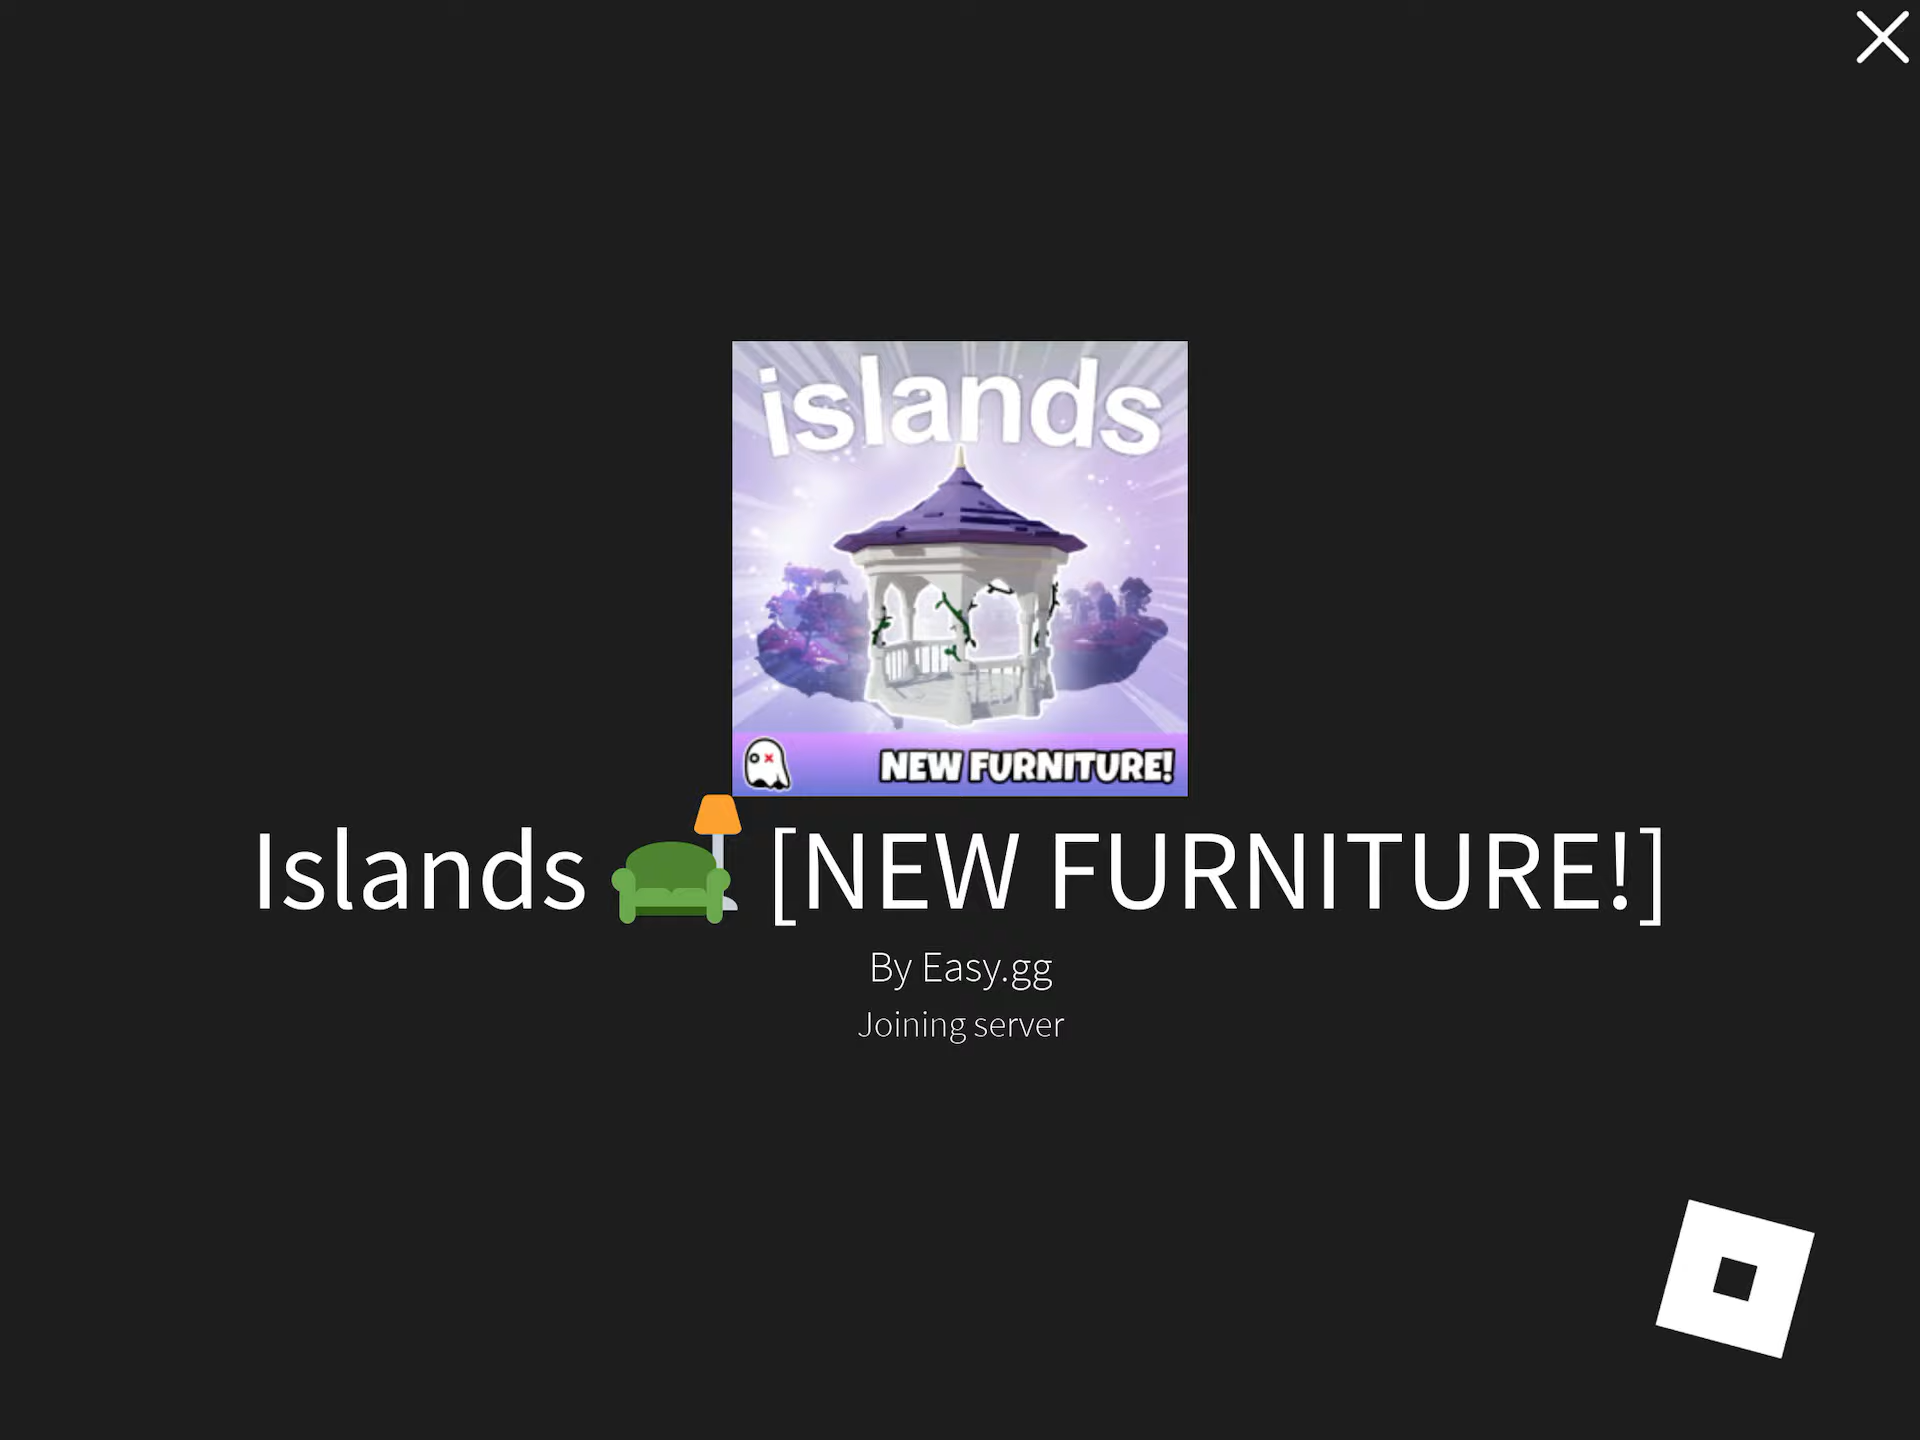 islands
NEW FURNITURE!
Islands 🛋️ [NEW FURNITURE!]
By Easy.gg
Joining server